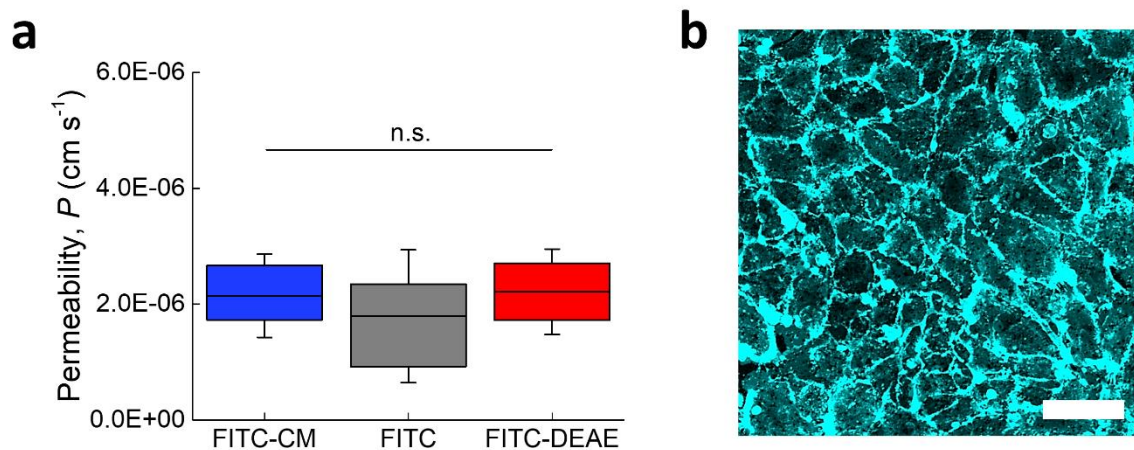 a
b
Permeability, P (cm s⁻¹)
6.0E-06
4.0E-06
2.0E-06
0.0E+00
n.s.
FITC-CM FITC FITC-DEAE